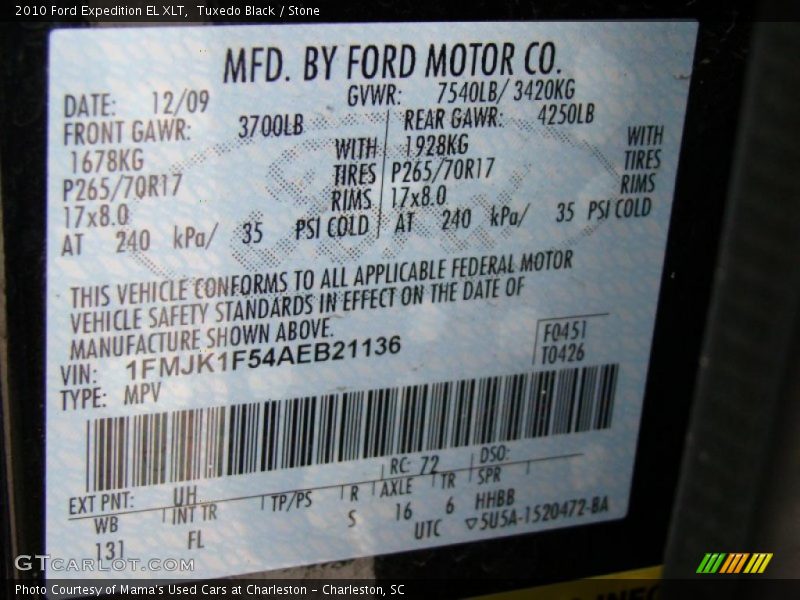 2010 Ford Expedition EL XLT, Tuxedo Black / Stone
MFD. BY FORD MOTOR CO.
DATE: 12/09 GVWR: 7540LB/ 3420KG
FRONT GAWR: 3700LB REAR GAWR: 4250LB
1678KG WITH 1928KG WITH
P265/70R17 TIRES P265/70R17 TIRES
17x8.0 RIMS 17x8.0 RIMS
AT 240 kPa/ 35 PSI COLD AT 240 kPa/ 35 PSI COLD
THIS VEHICLE CONFORMS TO ALL APPLICABLE FEDERAL MOTOR
VEHICLE SAFETY STANDARDS IN EFFECT ON THE DATE OF
MANUFACTURE SHOWN ABOVE.
VIN: 1FMJK1F54AEB21136
F0451
T0426
TYPE: MPV
EXT PNT: UH RC: 72 DSO:
WB INT TR TP/PS R AXLE TR SPR
131 FL S 16 6 HHBB
UTC ▽5U5A-1520472-BA
GTCARLOT.COM
Photo Courtesy of Mama's Used Cars at Charleston - Charleston, SC